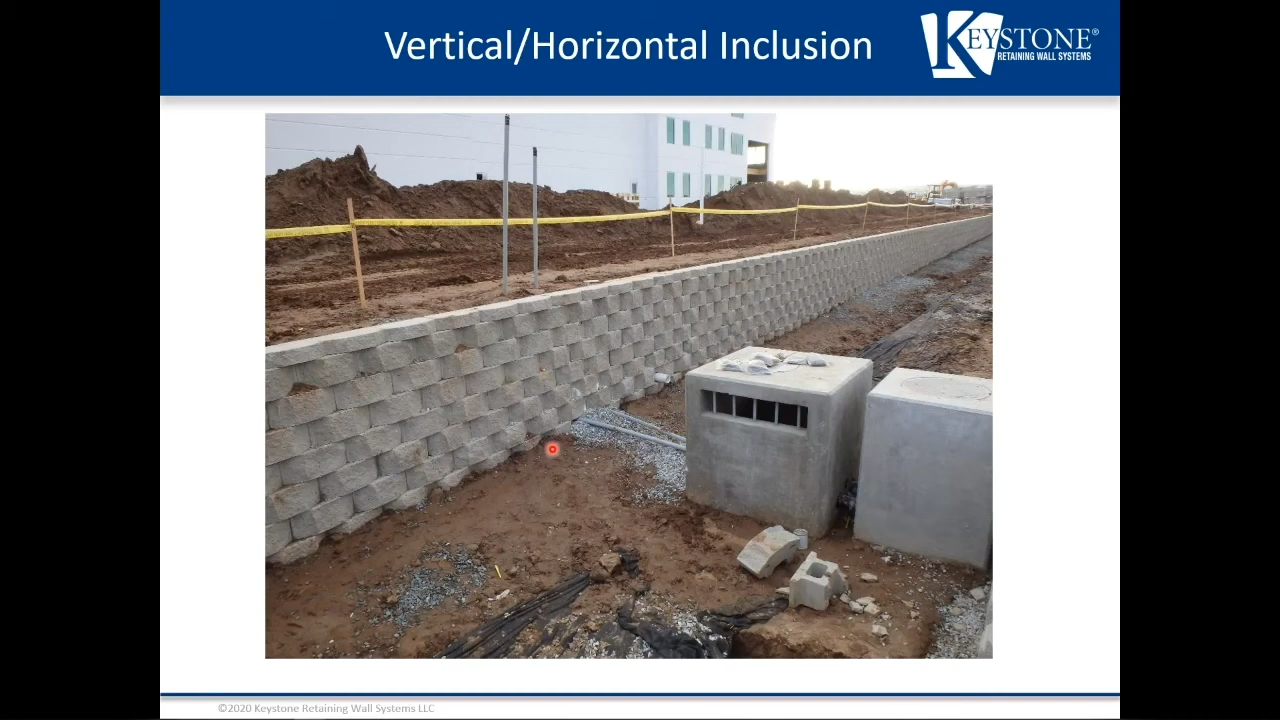 Vertical/Horizontal Inclusion
KEYSTONE®
RETAINING WALL SYSTEMS
©2020 Keystone Retaining Wall Systems LLC